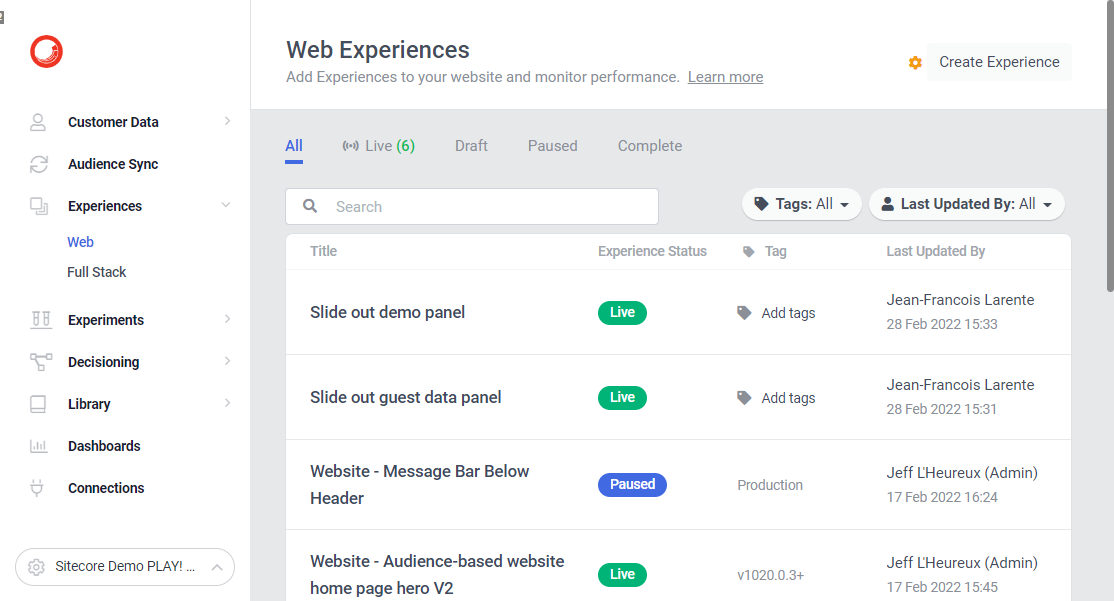 Web Experiences
Add Experiences to your website and monitor performance. Learn more
Create Experience
Customer Data
Audience Sync
Experiences
Web
Full Stack
Experiments
Decisioning
Library
Dashboards
Connections
Sitecore Demo PLAY! ...
All
Live (6)
Draft
Paused
Complete
Search
Tags: All
Last Updated By: All
Title
Experience Status
Tag
Last Updated By
Slide out demo panel
Live
Add tags
Jean-Francois Larente
28 Feb 2022 15:33
Slide out guest data panel
Live
Add tags
Jean-Francois Larente
28 Feb 2022 15:31
Website - Message Bar Below
Header
Paused
Production
Jeff L'Heureux (Admin)
17 Feb 2022 16:24
Website - Audience-based website
home page hero V2
Live
v1020.0.3+
Jeff L'Heureux (Admin)
17 Feb 2022 15:45